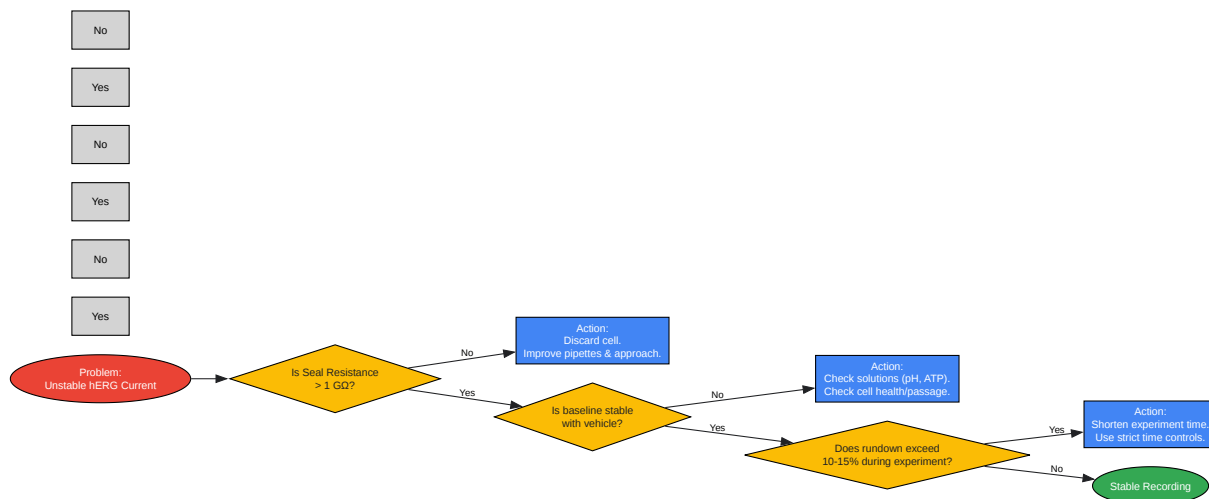 No
Yes
No
Yes
No
Yes
Problem:
Unstable hERG Current
Is Seal Resistance
> 1 GΩ?
No
Yes
Action:
Discard cell.
Improve pipettes & approach.
Is baseline stable
with vehicle?
No
Yes
Action:
Check solutions (pH, ATP).
Check cell health/passage.
Does rundown exceed
10-15% during experiment?
Yes
No
Action:
Shorten experiment time.
Use strict time controls.
Stable Recording